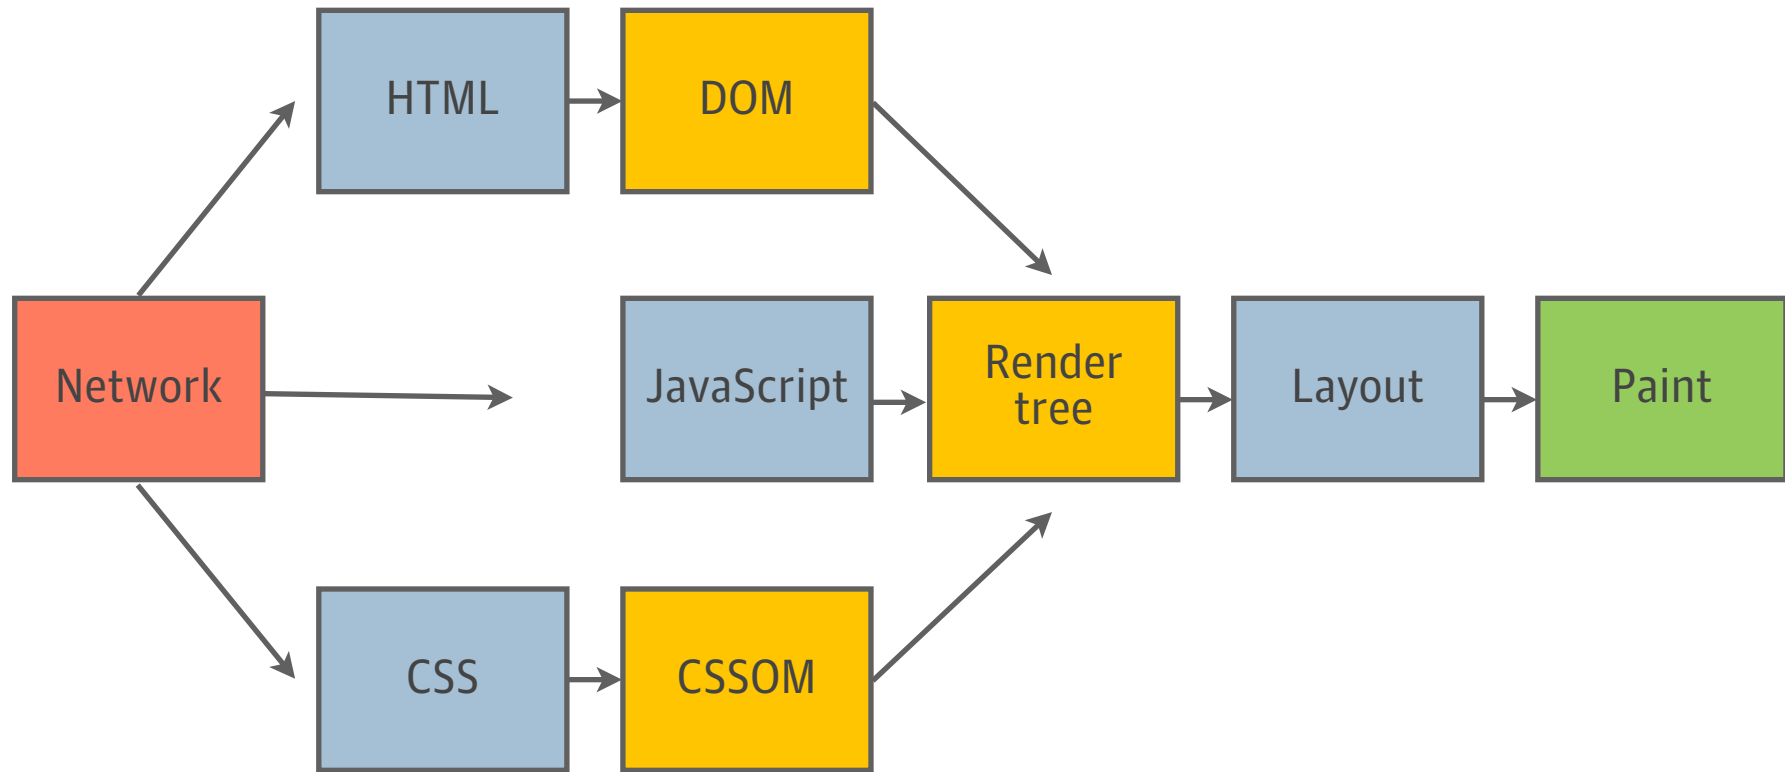 HTML
DOM
Network
JavaScript
Render
tree
Layout
Paint
CSS
CSSOM